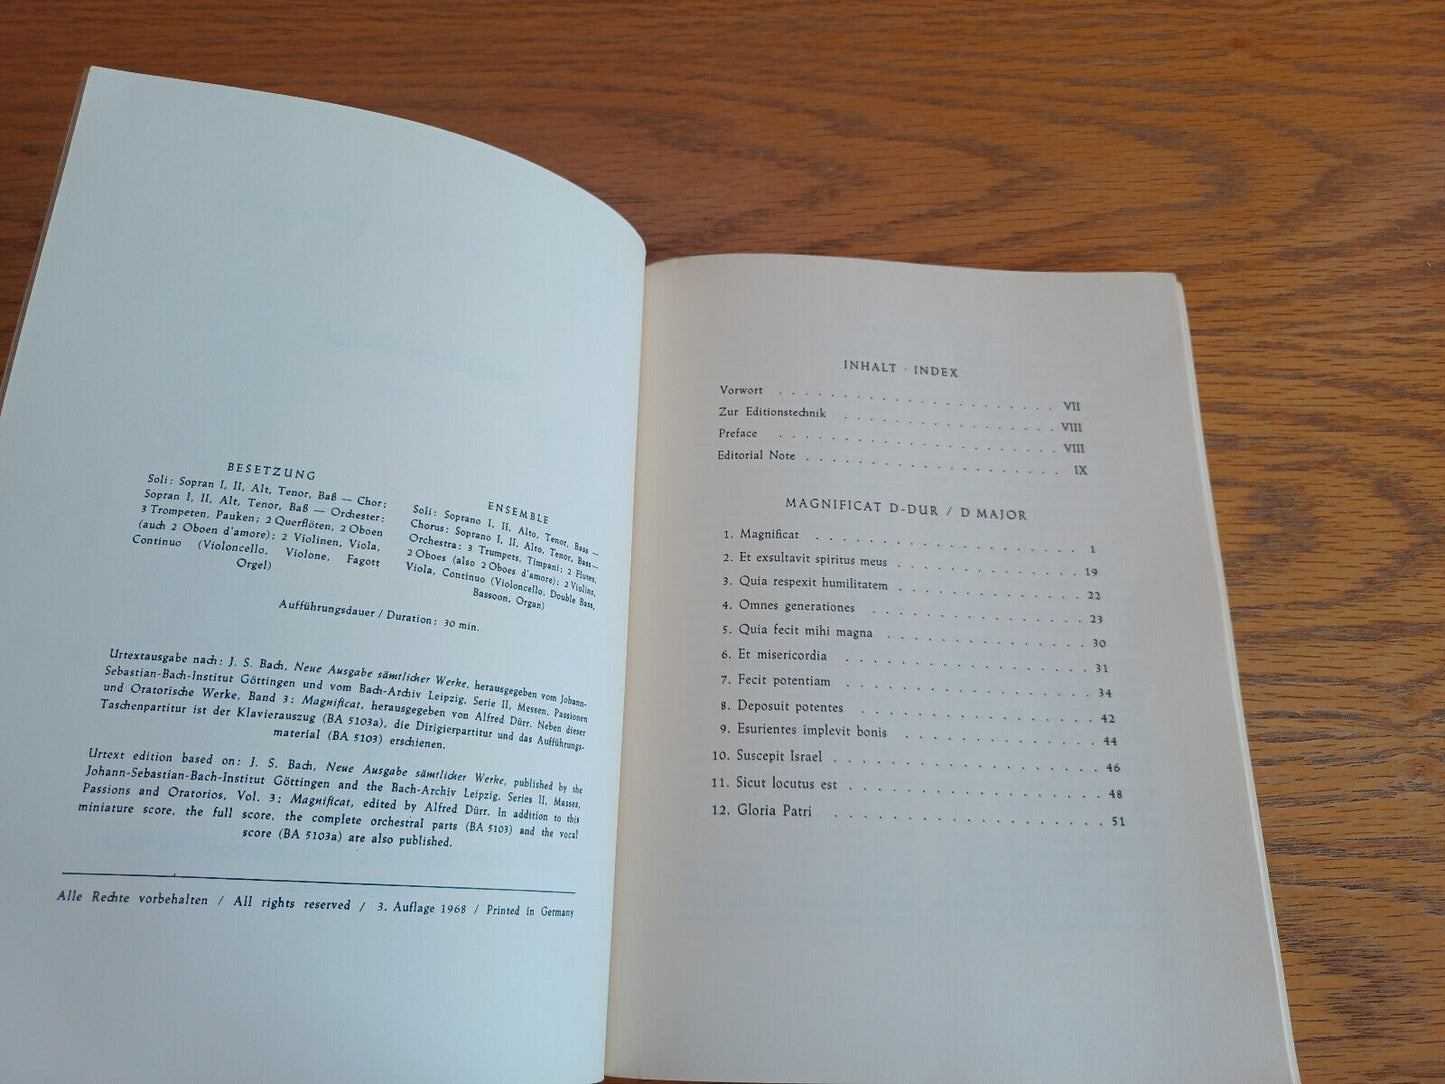 BESETZUNG
Soli: Sopran I, II, Alt, Tenor, Baß — Chor:
Sopran I, II, Alt, Tenor, Baß — Orchester:
3 Trompeten, Pauken; 2 Querflöten, 2 Oboen
(auch 2 Oboen d'amore); 2 Violinen, Viola,
Continuo (Violoncello, Violone, Fagott
Orgel)
ENSEMBLE
Soli: Soprano I, II, Alto, Tenor, Bass —
Chorus: Soprano I, II, Alto, Tenor, Bass—
Orchestra: 3 Trumpets, Timpani; 2 Flutes,
2 Oboes (also 2 Oboes d'amore); 2 Violins,
Viola, Continuo (Violoncello, Double Bass,
Bassoon, Organ)
Aufführungsdauer / Duration: 30 min.
Urtextausgabe nach: J. S. Bach, Neue Ausgabe sämtlicher Werke, herausgegeben vom Johann-
Sebastian-Bach-Institut Göttingen und vom Bach-Archiv Leipzig, Serie II, Messen, Passionen
und Oratorische Werke, Band 3: Magnificat, herausgegeben von Alfred Dürr. Neben dieser
Taschenpartitur ist der Klavierauszug (BA 5103a), die Dirigierpartitur und das Aufführungs-
material (BA 5103) erschienen.
Urtext edition based on: J. S. Bach, Neue Ausgabe sämtlicher Werke, published by the
Johann-Sebastian-Bach-Institut Göttingen and the Bach-Archiv Leipzig, Series II, Masses,
Passions and Oratorios, Vol. 3: Magnificat, edited by Alfred Dürr. In addition to this
miniature score, the full score, the complete orchestral parts (BA 5103) and the vocal
score (BA 5103a) are also published.
Alle Rechte vorbehalten / All rights reserved / 3. Auflage 1968 / Printed in Germany
INHALT · INDEX
Vorwort . . . . . . . . . . . . . . . . . . . . . . VII
Zur Editionstechnik . . . . . . . . . . . . . . . . . VIII
Preface . . . . . . . . . . . . . . . . . . . . . . VIII
Editorial Note . . . . . . . . . . . . . . . . . . . . IX
MAGNIFICAT D-DUR / D MAJOR
1. Magnificat . . . . . . . . . . . . . . . . . . . . 1
2. Et exsultavit spiritus meus . . . . . . . . . . . . . . 19
3. Quia respexit humilitatem . . . . . . . . . . . . . . 22
4. Omnes generationes . . . . . . . . . . . . . . . . 23
5. Quia fecit mihi magna . . . . . . . . . . . . . . . 30
6. Et misericordia . . . . . . . . . . . . . . . . . . 31
7. Fecit potentiam . . . . . . . . . . . . . . . . . . 34
8. Deposuit potentes . . . . . . . . . . . . . . . . . 42
9. Esurientes implevit bonis . . . . . . . . . . . . . . 44
10. Suscepit Israel . . . . . . . . . . . . . . . . . . 46
11. Sicut locutus est . . . . . . . . . . . . . . . . . 48
12. Gloria Patri . . . . . . . . . . . . . . . . . . . 51